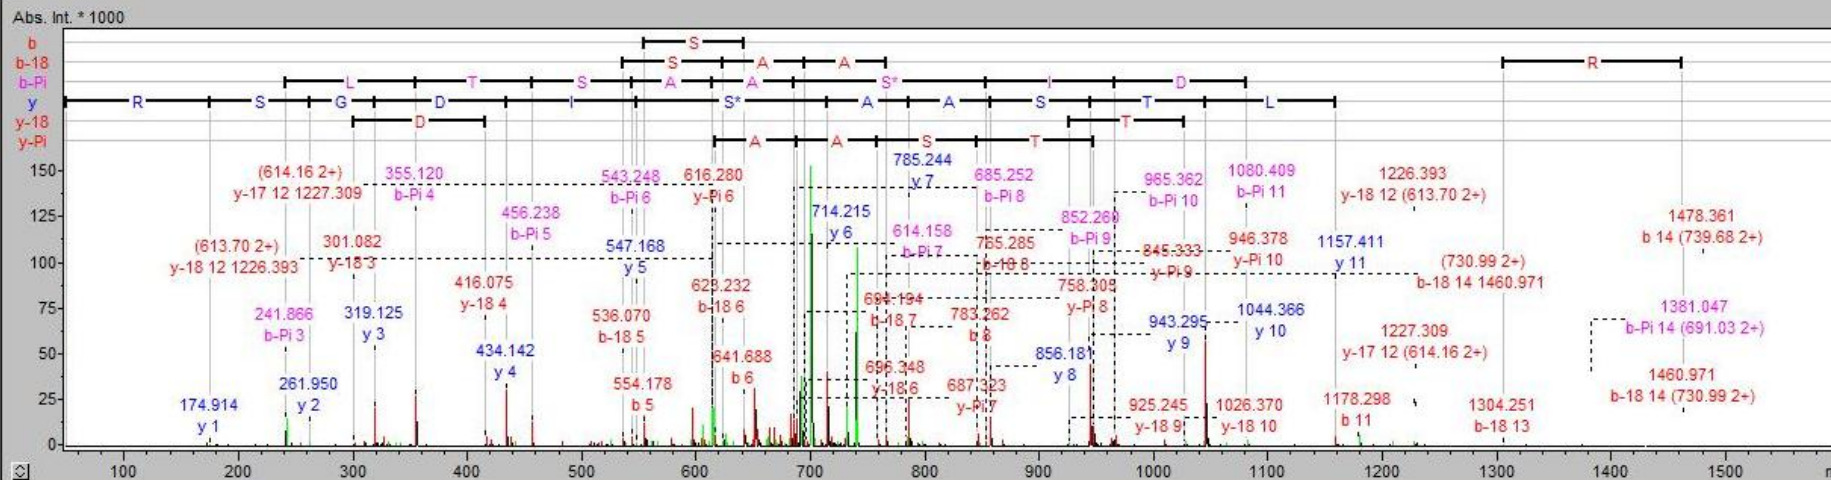 Abs. Int. * 1000
b S
b-18 S A A R
b-Pi L T S A A S* I D
y R S G D I S* A A S T L
y-18 D T
y-Pi A A S T
150
125
100
75
50
25
0
(614.16 2+)
y-17 12 1227.309
(613.70 2+)
y-18 12 1226.393
174.914
y 1
241.866
b-Pi 3
261.950
y 2
301.082
y-18 3
319.125
y 3
355.120
b-Pi 4
416.075
y-18 4
434.142
y 4
456.238
b-Pi 5
543.248
b-Pi 6
547.168
y 5
536.070
b-18 5
554.178
b 5
616.280
y-Pi 6
623.232
b-18 6
641.688
b 6
714.215
y 6
785.244
y 7
614.158
b-Pi 7
694.194
b-18 7
696.348
y-18 6
685.252
b-Pi 8
765.285
b-18 8
783.262
b 8
687.323
y-Pi 7
852.260
b-Pi 9
758.305
y-Pi 8
856.181
y 8
965.362
b-Pi 10
845.333
y-Pi 9
943.295
y 9
925.245
y-18 9
1080.409
b-Pi 11
946.378
y-Pi 10
1044.366
y 10
1026.370
y-18 10
1157.411
y 11
1178.298
b 11
1226.393
y-18 12 (613.70 2+)
(730.99 2+)
b-18 14 1460.971
1227.309
y-17 12 (614.16 2+)
1304.251
b-18 13
1478.361
b 14 (739.68 2+)
1381.047
b-Pi 14 (691.03 2+)
1460.971
b-18 14 (730.99 2+)
100 200 300 400 500 600 700 800 900 1000 1100 1200 1300 1400 1500